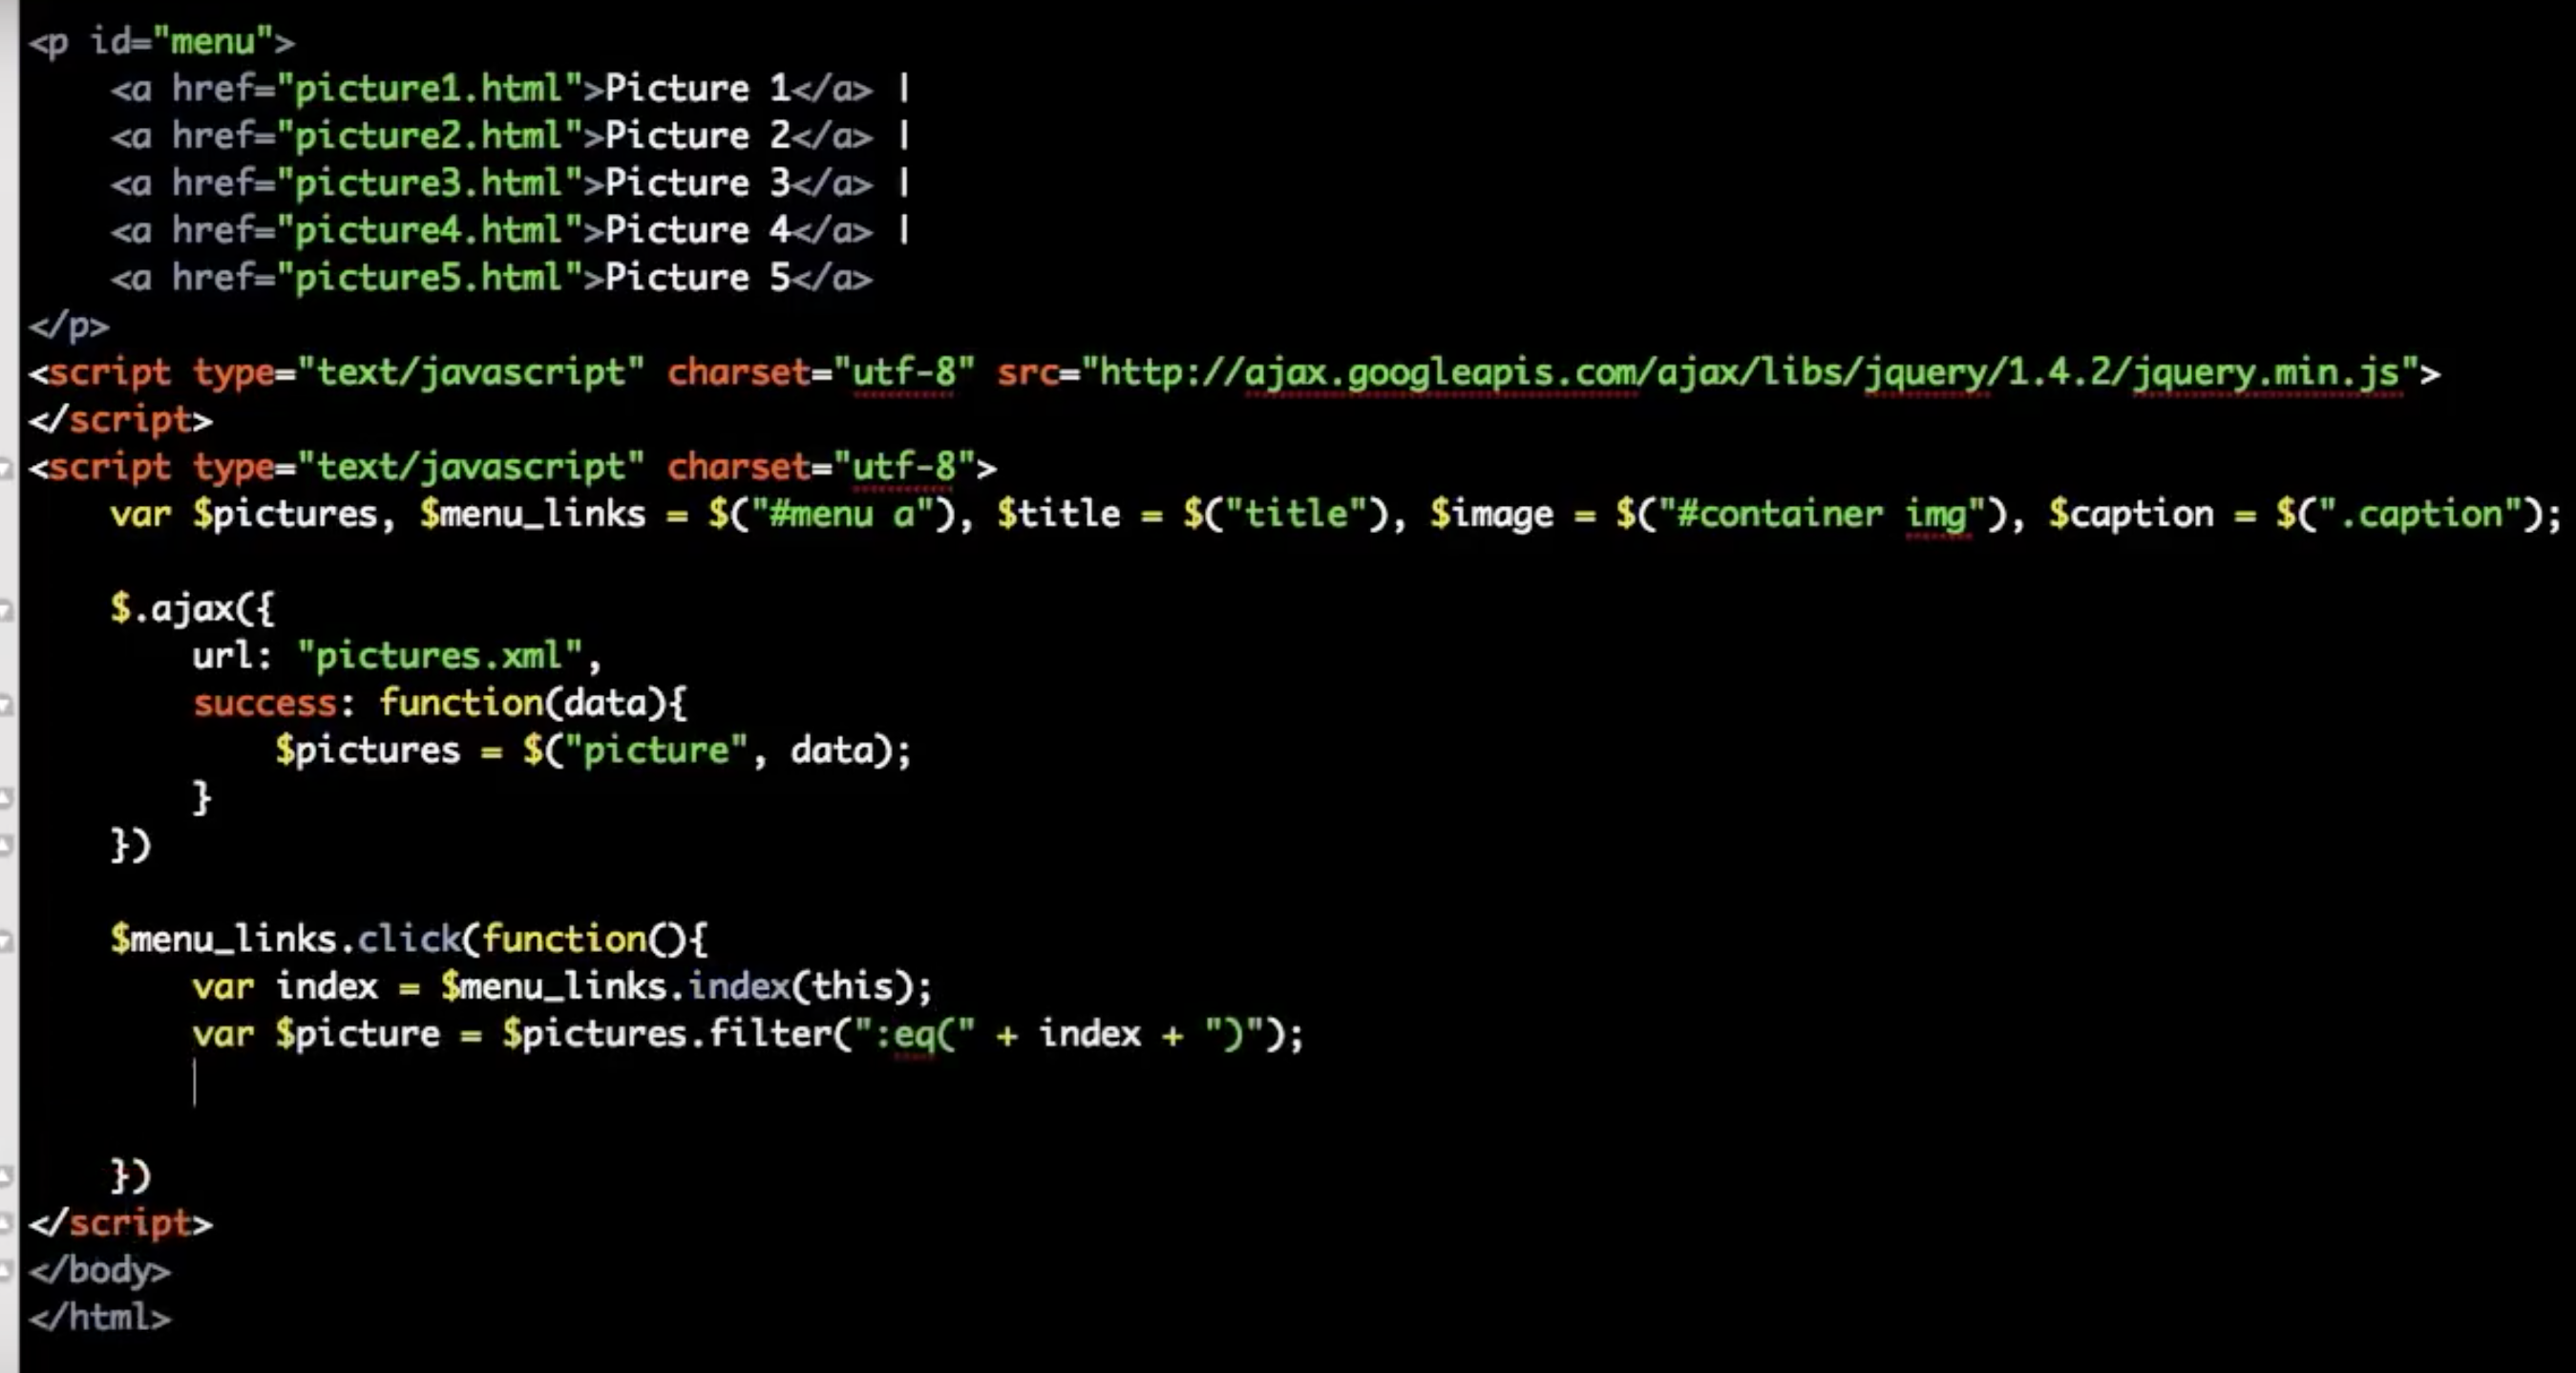 <p id="menu">
    <a href="picture1.html">Picture 1</a> |
    <a href="picture2.html">Picture 2</a> |
    <a href="picture3.html">Picture 3</a> |
    <a href="picture4.html">Picture 4</a> |
    <a href="picture5.html">Picture 5</a>
</p>
<script type="text/javascript" charset="utf-8" src="http://ajax.googleapis.com/ajax/libs/jquery/1.4.2/jquery.min.js">
</script>
<script type="text/javascript" charset="utf-8">
    var $pictures, $menu_links = $("#menu a"), $title = $("title"), $image = $("#container img"), $caption = $(".caption");
    $.ajax({
        url: "pictures.xml",
        success: function(data){
            $pictures = $("picture", data);
        }
    })
    $menu_links.click(function(){
        var index = $menu_links.index(this);
        var $picture = $pictures.filter(":eq(" + index + ")");
    })
</script>
</body>
</html>